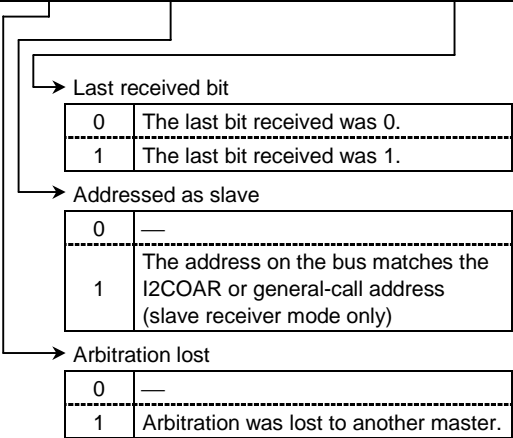 Last received bit
0 The last bit received was 0.
1 The last bit received was 1.
Addressed as slave
0 —
The address on the bus matches the
1 I2COAR or general-call address
(slave receiver mode only)
Arbitration lost
0 —
1 Arbitration was lost to another master.